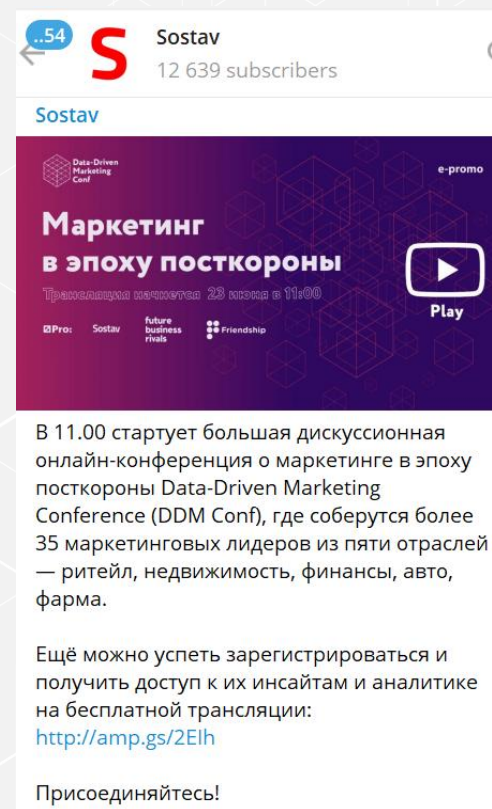 ..54
Sostav
12 639 subscribers
Sostav
Data-Driven
Marketing
Conf
e-promo
Маркетинг
в эпоху посткороны
Трансляция начнется 23 июня в 11:00
Play
Pro:
Sostav
future
business
rivals
Friendship
В 11.00 стартует большая дискуссионная
онлайн-конференция о маркетинге в эпоху
посткороны Data-Driven Marketing
Conference (DDM Conf), где соберутся более
35 маркетинговых лидеров из пяти отраслей
— ритейл, недвижимость, финансы, авто,
фарма.
Ещё можно успеть зарегистрироваться и
получить доступ к их инсайтам и аналитике
на бесплатной трансляции:
http://amp.gs/2Elh
Присоединяйтесь!